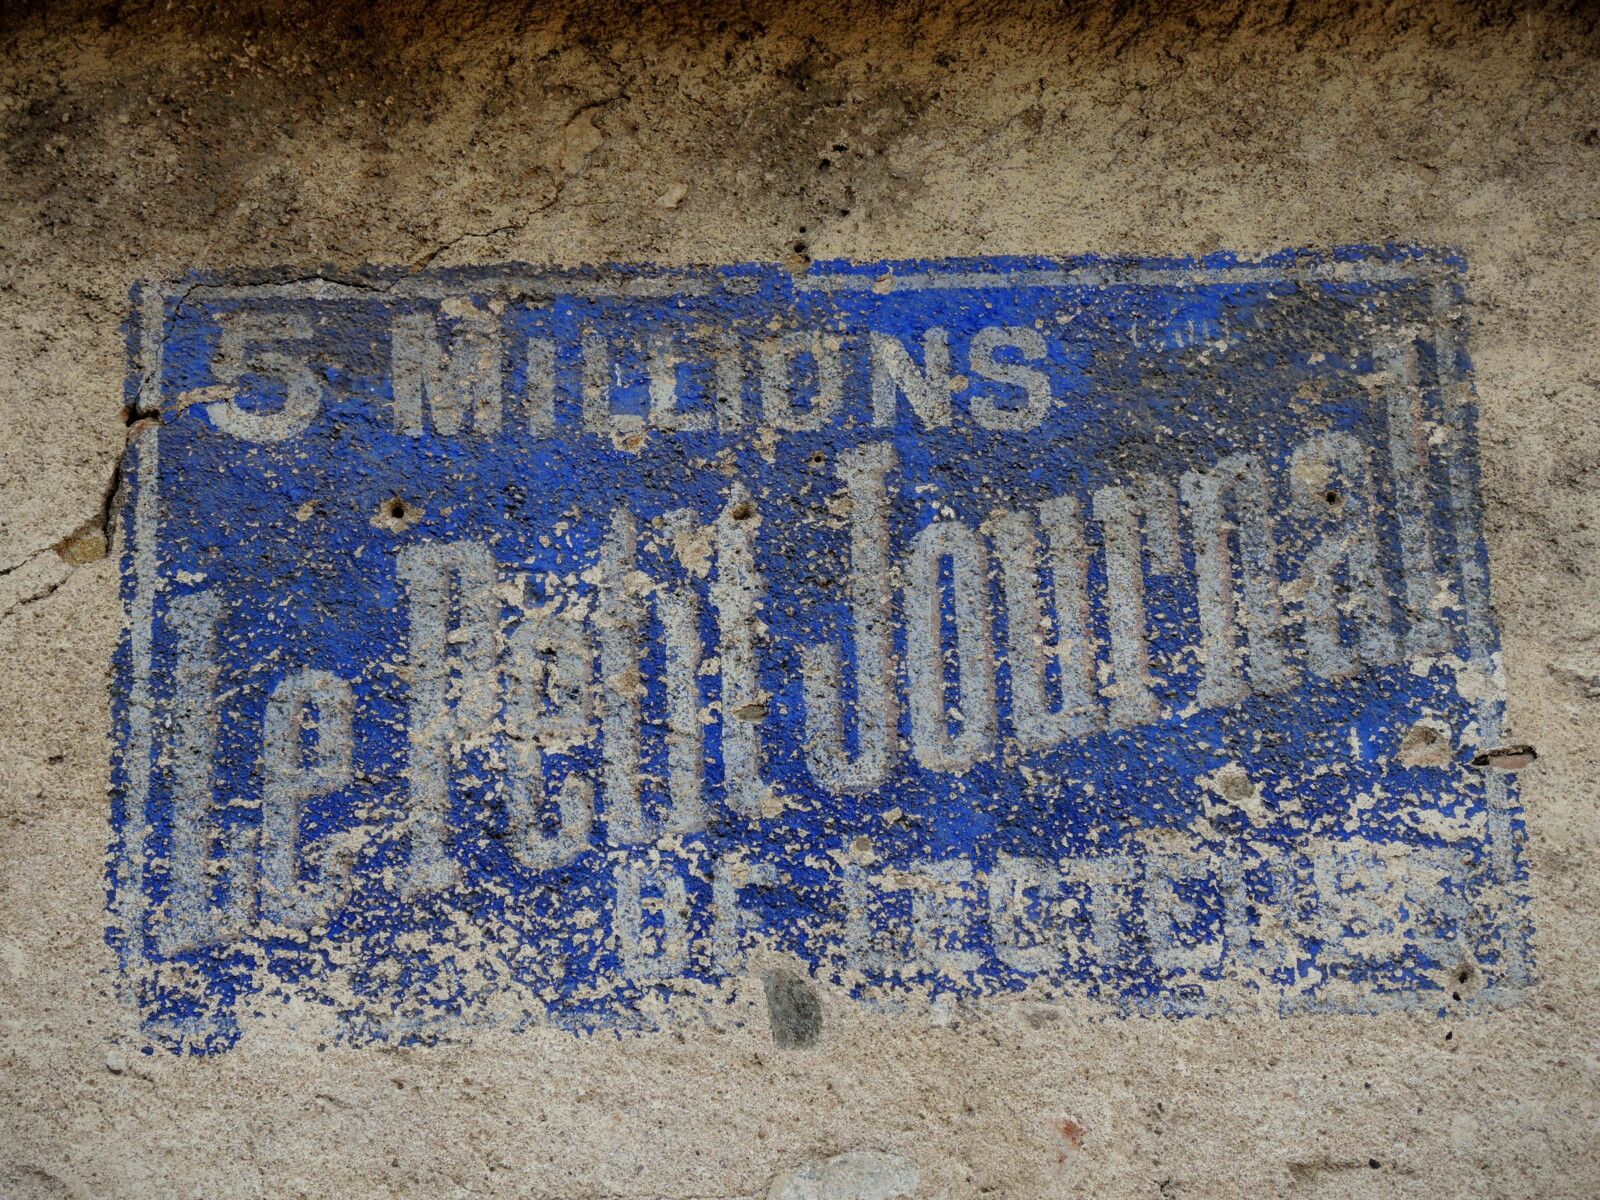 5 MILLIONS
Le Petit Journal
DE LECTEURS